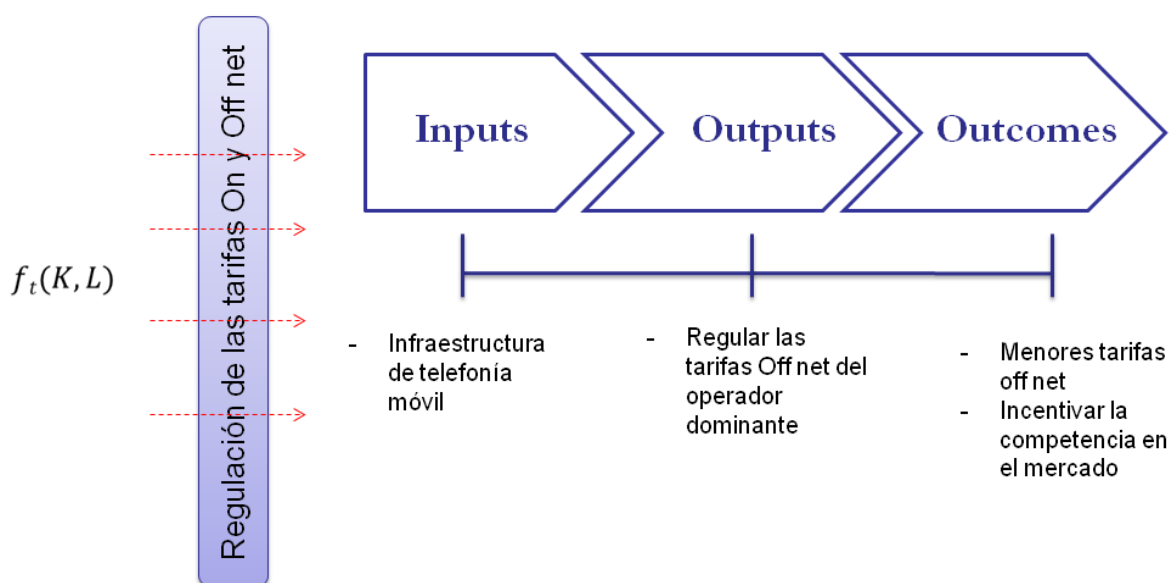 f_t(K, L)
Regulación de las tarifas On y Off net
Inputs
Outputs
Outcomes
- Infraestructura
de telefonía
móvil
- Regular las
tarifas Off net del
operador
dominante
- Menores tarifas
off net
- Incentivar la
competencia en
el mercado